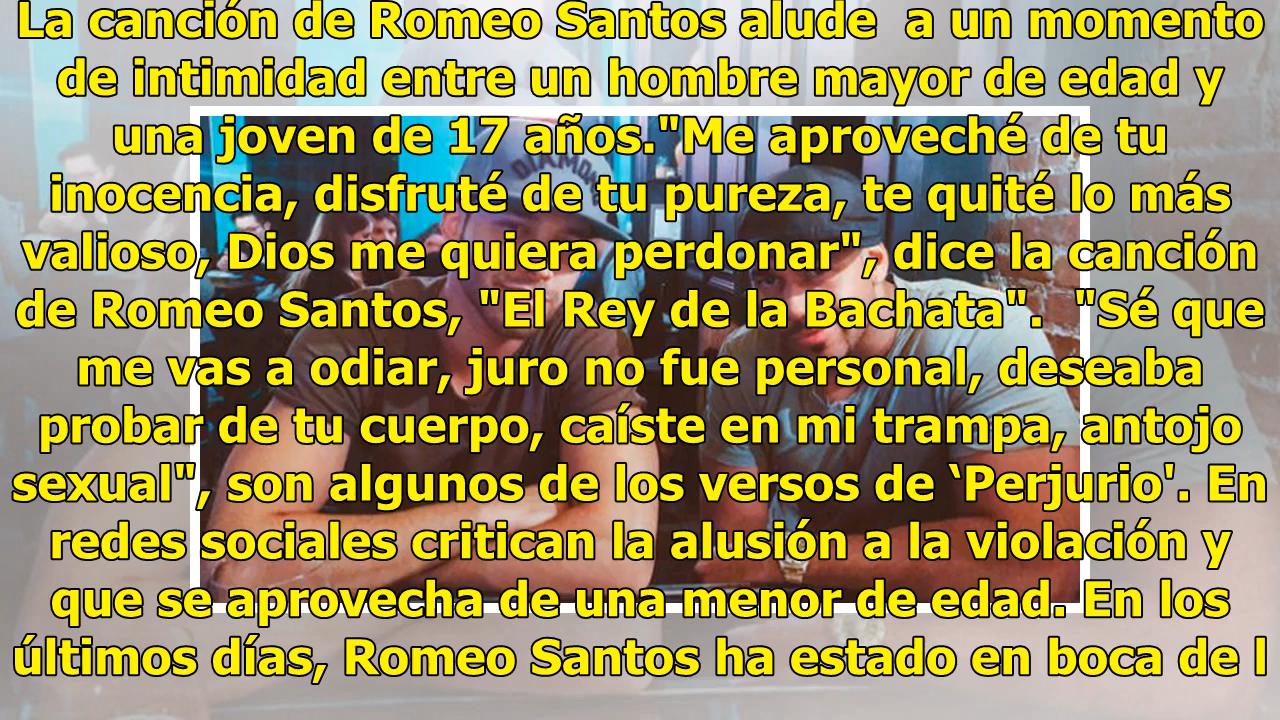 La canción de Romeo Santos alude  a un momento
de intimidad entre un hombre mayor de edad y
una joven de 17 años. "Me aproveché de tu
inocencia, disfruté de tu pureza, te quité lo más
valioso, Dios me quiera perdonar", dice la canción
de Romeo Santos, "El Rey de la Bachata".  "Sé que
me vas a odiar, juro no fue personal, deseaba
probar de tu cuerpo, caíste en mi trampa, antojo
sexual", son algunos de los versos de ‘Perjurio'. En
redes sociales critican la alusión a la violación y
que se aprovecha de una menor de edad. En los
últimos días, Romeo Santos ha estado en boca de l
DIAMOND